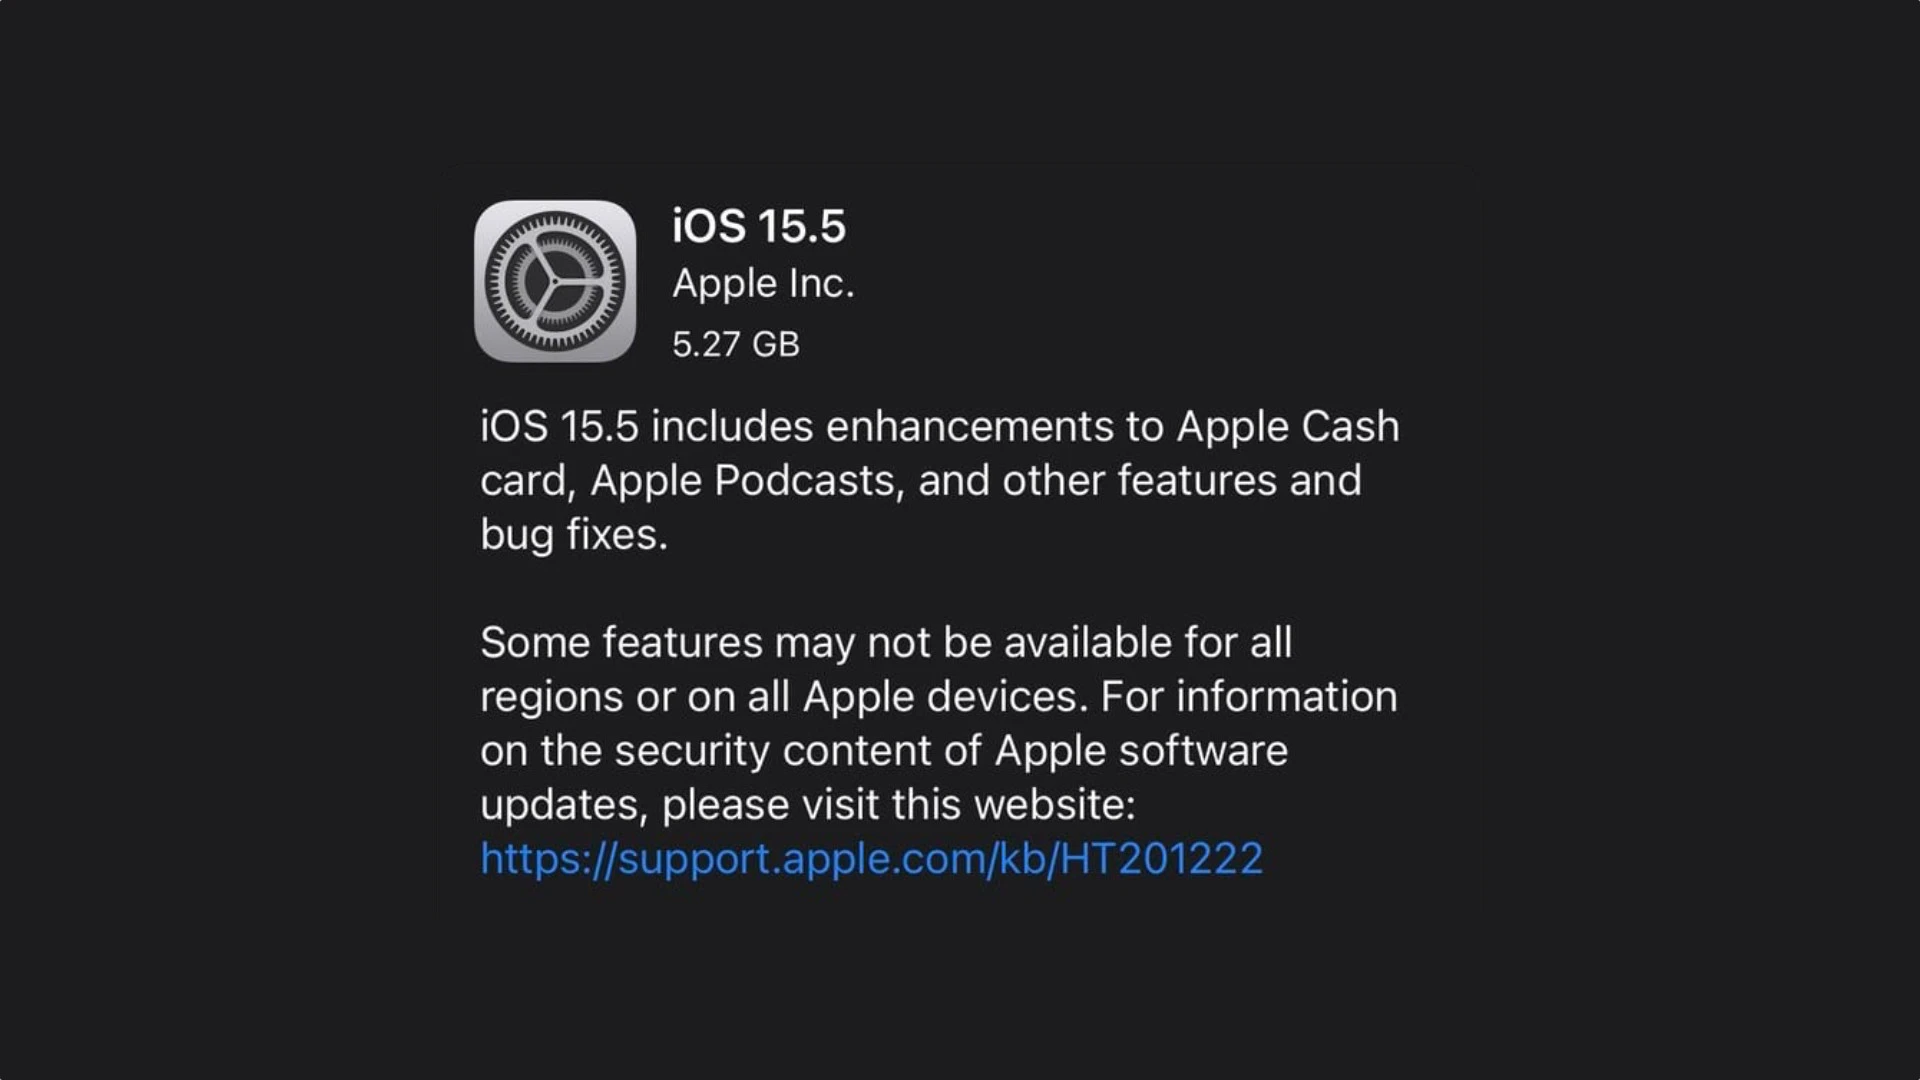 iOS 15.5
Apple Inc.
5.27 GB
iOS 15.5 includes enhancements to Apple Cash
card, Apple Podcasts, and other features and
bug fixes.
Some features may not be available for all
regions or on all Apple devices. For information
on the security content of Apple software
updates, please visit this website:
https://support.apple.com/kb/HT201222